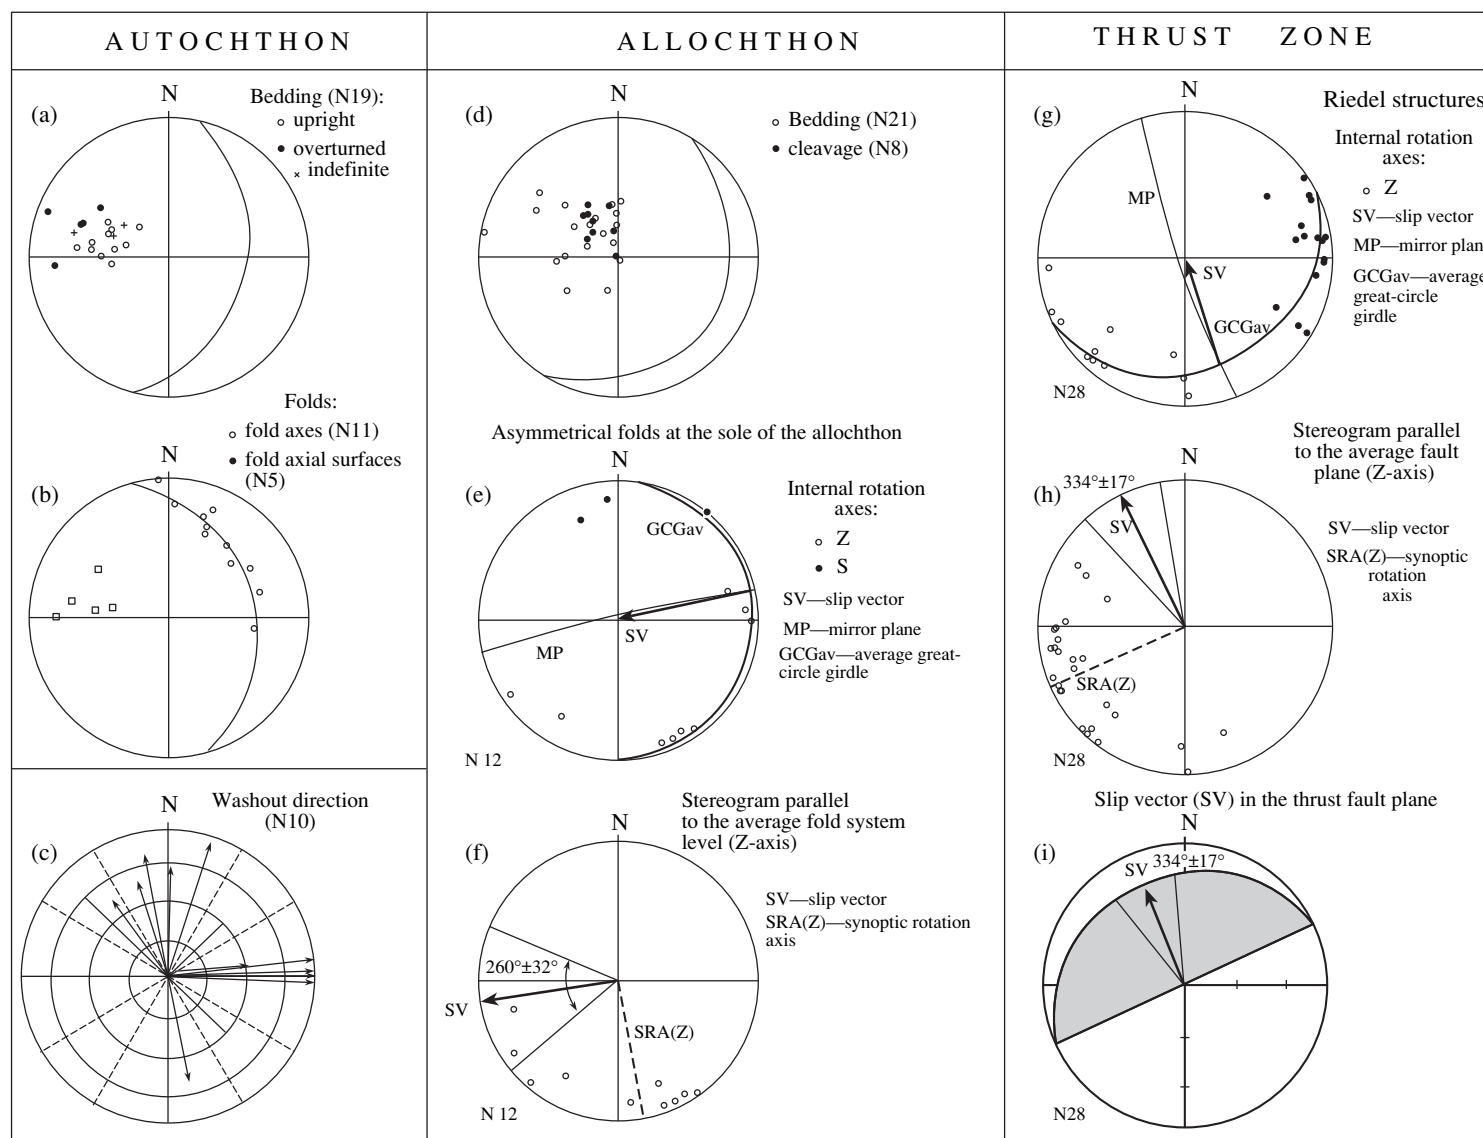 AUTOCHTHON
ALLOCHTHON
THRUST ZONE
(a)
N
Bedding (N19):
upright
overturned
indefinite
(b)
Folds:
fold axes (N11)
fold axial surfaces
(N5)
N
(c)
N
Washout direction
(N10)
(d)
N
Bedding (N21)
cleavage (N8)
Asymmetrical folds at the sole of the allochthon
(e)
N
GCGav
SV
MP
N 12
Internal rotation
axes:
Z
S
SV—slip vector
MP—mirror plane
GCGav—average great-
circle girdle
(f)
N
Stereogram parallel
to the average fold system
level (Z-axis)
260°±32°
SV
SRA(Z)
N 12
SV—slip vector
SRA(Z)—synoptic rotation
axis
(g)
N
Riedel structures
MP
SV
GCGav
N28
Internal rotation
axes:
Z
SV—slip vector
MP—mirror plan
GCGav—average
great-circle
girdle
Stereogram parallel
to the average fault
plane (Z-axis)
(h)
N
334°±17°
SV
SRA(Z)
N28
SV—slip vector
SRA(Z)—synoptic
rotation
axis
Slip vector (SV) in the thrust fault plane
(i)
N
SV
334°±17°
N28